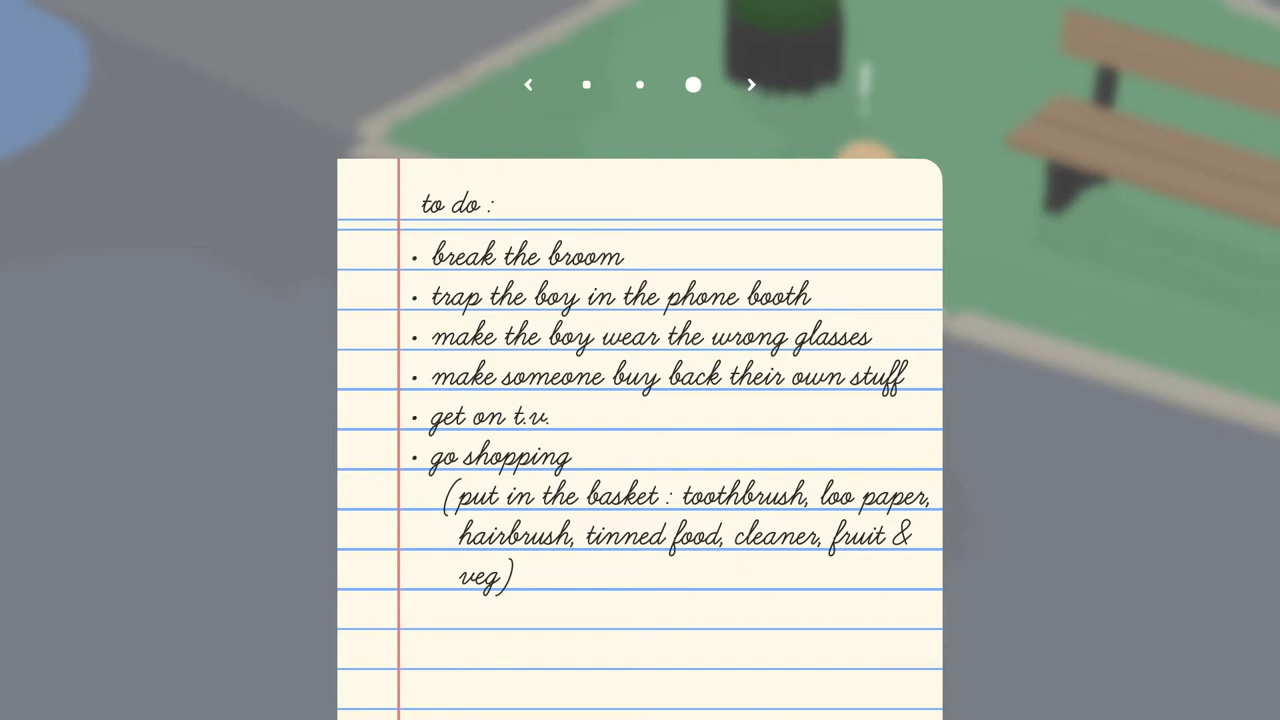 to do :
• break the broom
• trap the boy in the phone booth
• make the boy wear the wrong glasses
• make someone buy back their own stuff
• get on t.v.
• go shopping
(put in the basket : toothbrush, loo paper,
hairbrush, tinned food, cleaner, fruit &
veg)